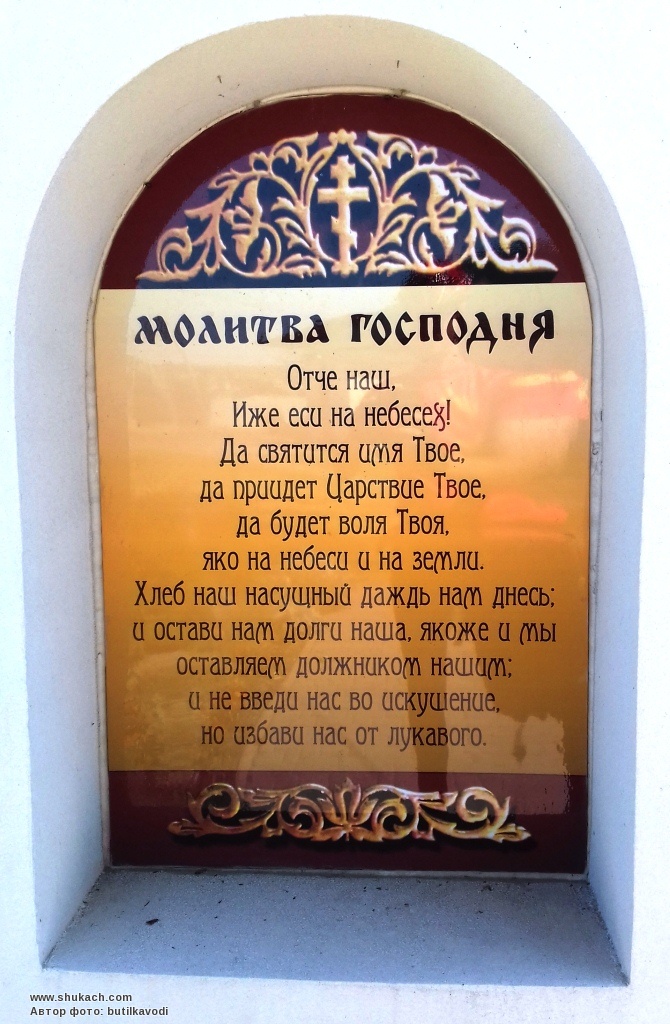 МОЛИТВА ГОСПОДНЯ
Отче наш,
Иже еси на небесех!
Да святится имя Твое,
да приидет Царствие Твое,
да будет воля Твоя,
яко на небеси и на земли.
Хлеб наш насущный даждь нам днесь;
и остави нам долги наша, якоже и мы
оставляем должником нашим;
и не введи нас во искушение,
но избави нас от лукавого.
www.shukach.com
Автор фото: butilkavodi